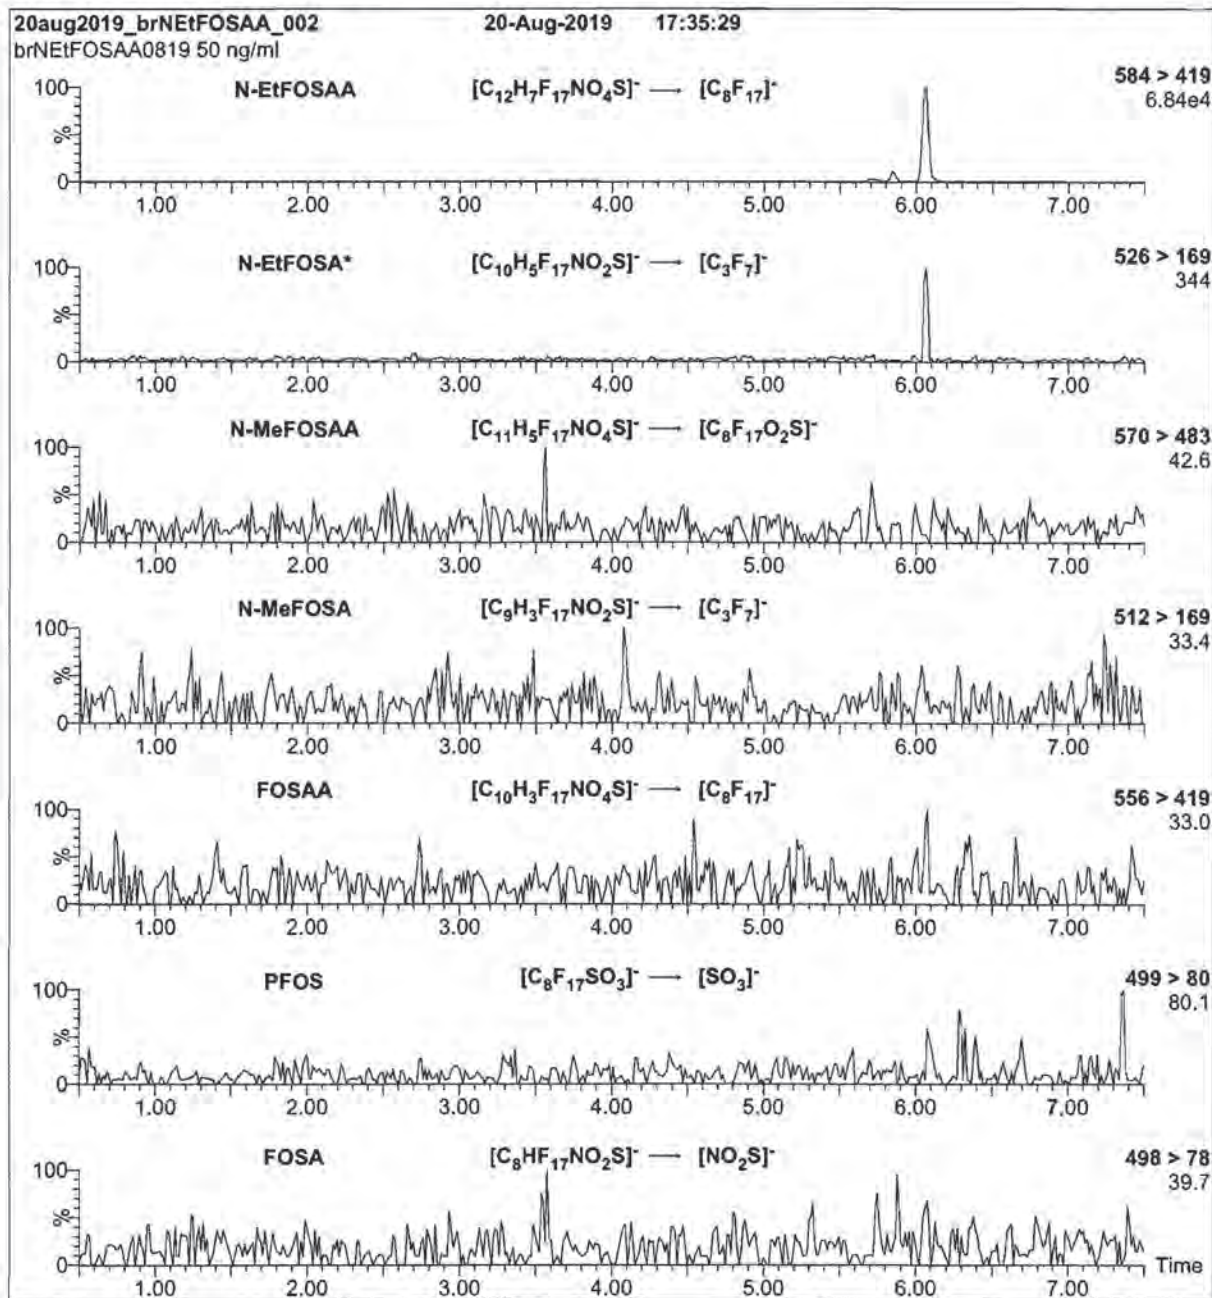 20aug2019_brNEtFOSAA_002 20-Aug-2019 17:35:29
brNEtFOSAA0819 50 ng/ml
N-EtFOSAA [C₁₂H₇F₁₇NO₄S]⁻ → [C₈F₁₇]⁻ 584 > 419
6.84e4
100
%
0
1.00 2.00 3.00 4.00 5.00 6.00 7.00
N-EtFOSA* [C₁₀H₅F₁₇NO₂S]⁻ → [C₃F₇]⁻ 526 > 169
344
100
%
0
1.00 2.00 3.00 4.00 5.00 6.00 7.00
N-MeFOSAA [C₁₁H₅F₁₇NO₄S]⁻ → [C₈F₁₇O₂S]⁻ 570 > 483
42.6
100
%
0
1.00 2.00 3.00 4.00 5.00 6.00 7.00
N-MeFOSA [C₉H₃F₁₇NO₂S]⁻ → [C₃F₇]⁻ 512 > 169
33.4
100
%
0
1.00 2.00 3.00 4.00 5.00 6.00 7.00
FOSAA [C₁₀H₃F₁₇NO₄S]⁻ → [C₈F₁₇]⁻ 556 > 419
33.0
100
%
0
1.00 2.00 3.00 4.00 5.00 6.00 7.00
PFOS [C₈F₁₇SO₃]⁻ → [SO₃]⁻ 499 > 80
80.1
100
%
0
1.00 2.00 3.00 4.00 5.00 6.00 7.00
FOSA [C₈HF₁₇NO₂S]⁻ → [NO₂S]⁻ 498 > 78
39.7
100
%
0 Time
1.00 2.00 3.00 4.00 5.00 6.00 7.00